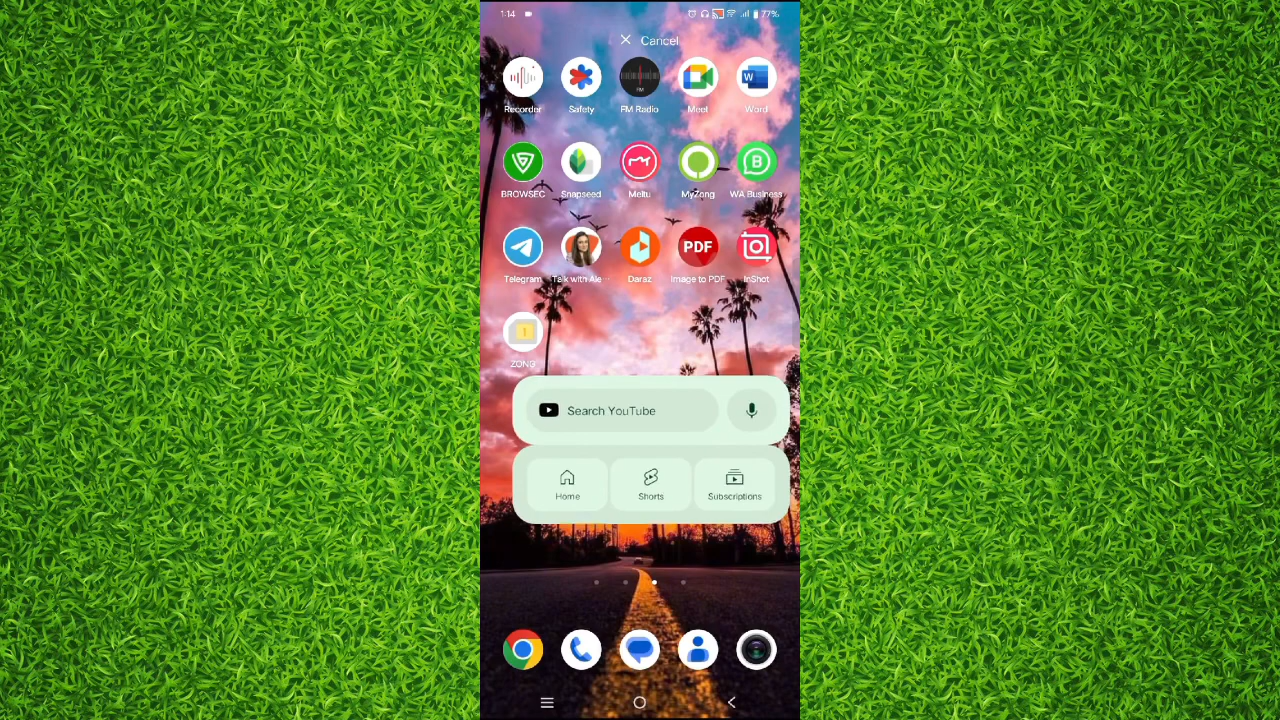 1:14 77%
Cancel
Recorder Safety FM Radio Meet Word
BROWSEC Snapseed Meitu MyZong WA Business
PDF
Telegram Talk with Ale Daraz Image to PDF InShot
ZONG
Search YouTube
Home Shorts Subscriptions